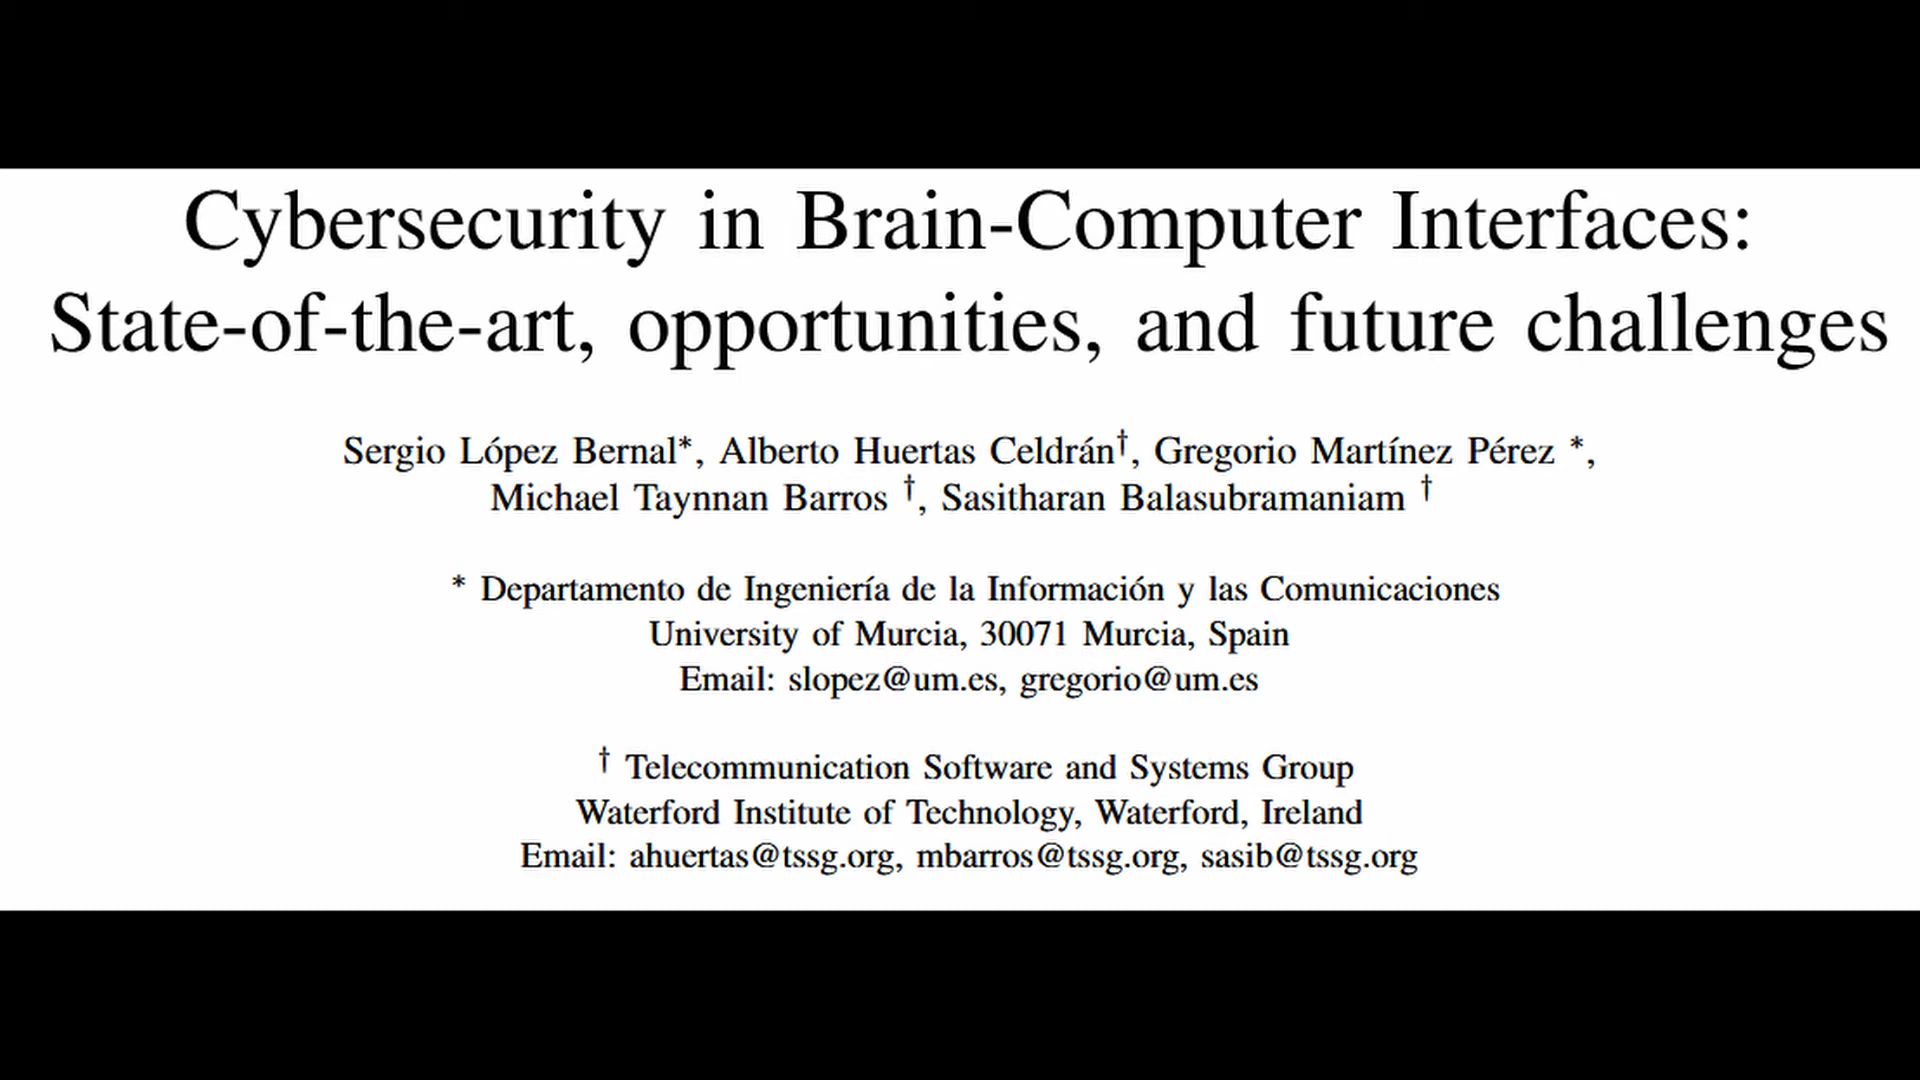 Cybersecurity in Brain-Computer Interfaces:
State-of-the-art, opportunities, and future challenges
Sergio López Bernal*, Alberto Huertas Celdrán†, Gregorio Martínez Pérez *,
Michael Taynnan Barros †, Sasitharan Balasubramaniam †
* Departamento de Ingeniería de la Información y las Comunicaciones
University of Murcia, 30071 Murcia, Spain
Email: slopez@um.es, gregorio@um.es
† Telecommunication Software and Systems Group
Waterford Institute of Technology, Waterford, Ireland
Email: ahuertas@tssg.org, mbarros@tssg.org, sasib@tssg.org